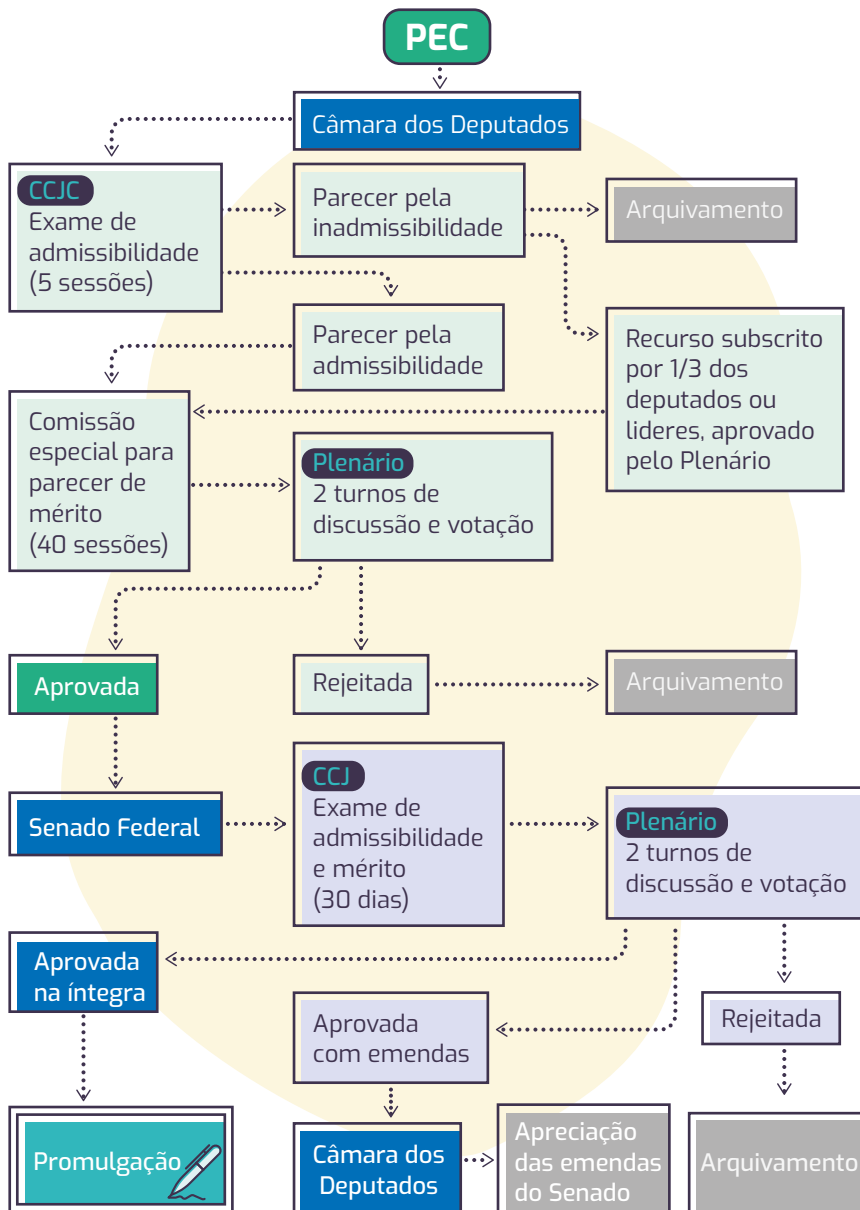 PEC
Câmara dos Deputados
CCJC
Exame de
admissibilidade
(5 sessões)
Parecer pela
inadmissibilidade
Arquivamento
Parecer pela
admissibilidade
Recurso subscrito
por 1/3 dos
deputados ou
lideres, aprovado
pelo Plenário
Comissão
especial para
parecer de
mérito
(40 sessões)
Plenário
2 turnos de
discussão e votação
Aprovada
Rejeitada
Arquivamento
Senado Federal
CCJ
Exame de
admissibilidade
e mérito
(30 dias)
Plenário
2 turnos de
discussão e votação
Aprovada
na íntegra
Aprovada
com emendas
Rejeitada
Promulgação
Câmara dos
Deputados
Apreciação
das emendas
do Senado
Arquivamento